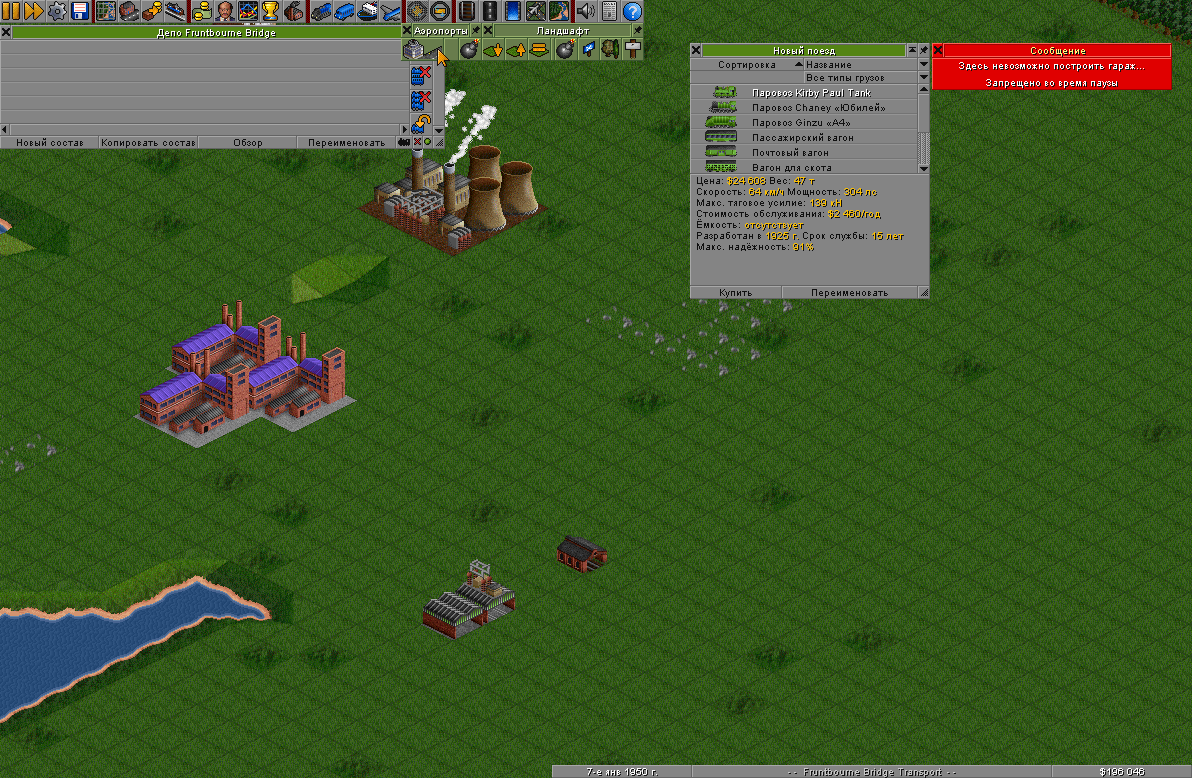 Депо Fruntbourne Bridge
Новый состав
Копировать состав
Обзор
Переименовать
Аэропорты
Ландшафт
Новый поезд
Сортировка
Название
Все типы грузов
Паровоз Kirby Paul Tank
Паровоз Chaney «Юбилей»
Паровоз Ginzu «А4»
Пассажирский вагон
Почтовый вагон
Вагон для скота
Цена: $24 608 Вес: 47 т
Скорость: 64 км/ч Мощность: 304 лс
Макс. тяговое усилие: 139 кН
Стоимость обслуживания: $2 460/год
Ёмкость: отсутствует
Разработан в 1925 г. Срок службы: 15 лет
Макс. надёжность: 91%
Купить
Переименовать
Сообщение
Здесь невозможно построить гараж...
Запрещено во время паузы
7-е янв 1950 г.
-- Fruntbourne Bridge Transport --
$196 046